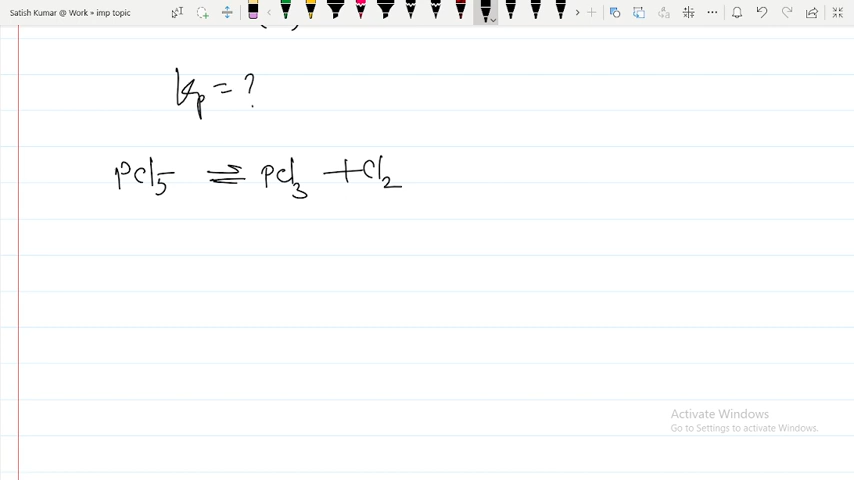 Satish Kumar @ Work » imp topic
Kp = ?
PCl5 ⇌ PCl3 + Cl2
Activate Windows
Go to Settings to activate Windows.